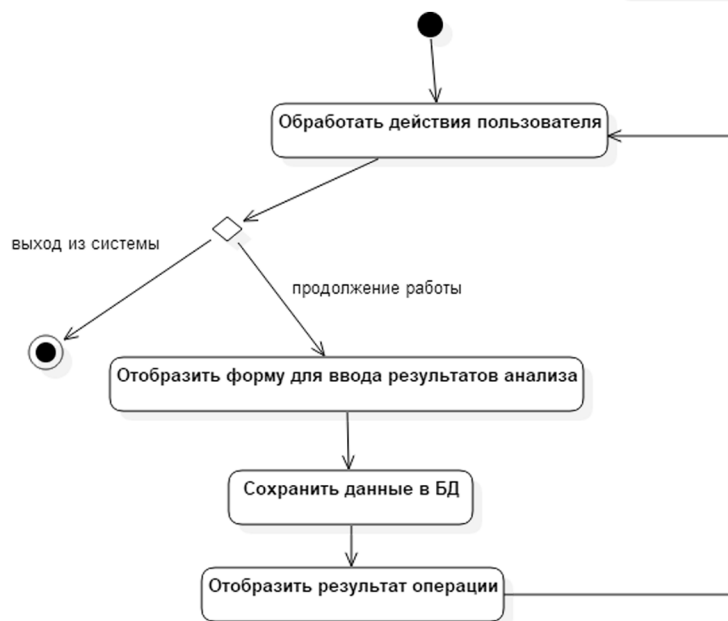 Обработать действия пользователя
выход из системы
продолжение работы
Отобразить форму для ввода результатов анализа
Сохранить данные в БД
Отобразить результат операции